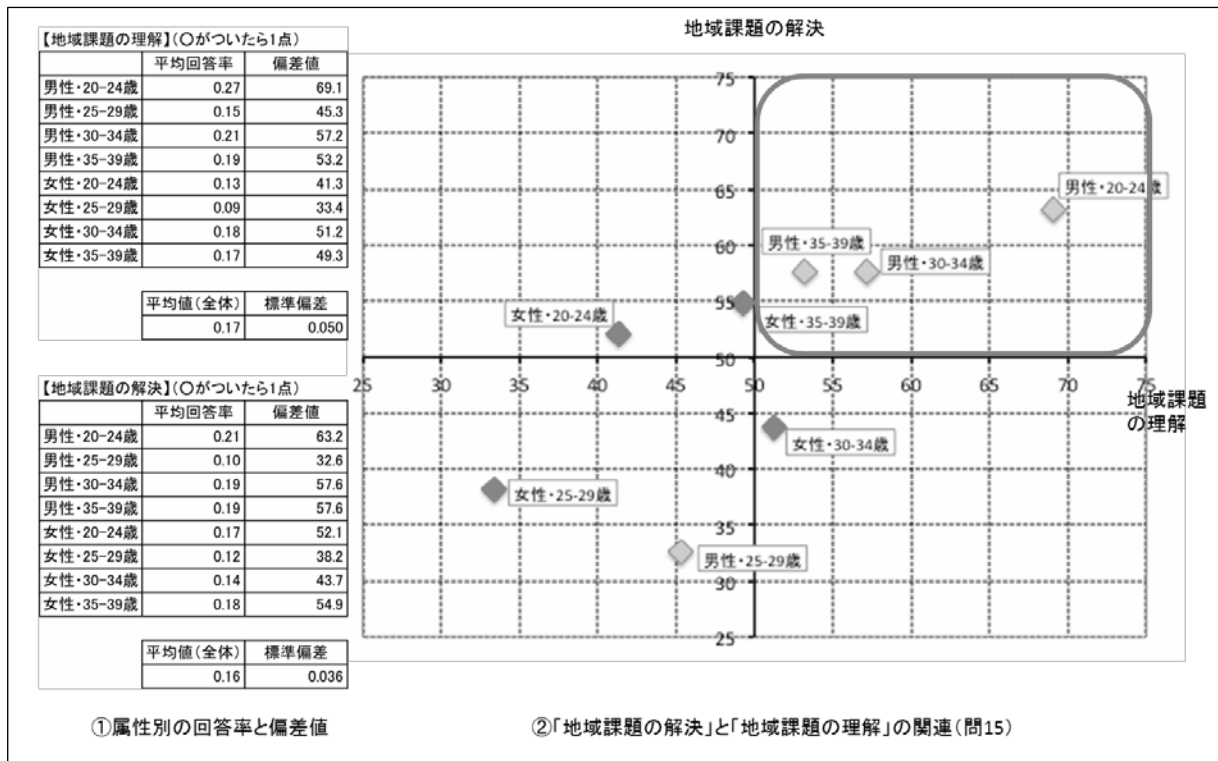 【地域課題の理解】(〇がついたら1点)
平均回答率 偏差値
男性・20-24歳 0.27 69.1
男性・25-29歳 0.15 45.3
男性・30-34歳 0.21 57.2
男性・35-39歳 0.19 53.2
女性・20-24歳 0.13 41.3
女性・25-29歳 0.09 33.4
女性・30-34歳 0.18 51.2
女性・35-39歳 0.17 49.3
平均値(全体) 標準偏差
0.17 0.050
【地域課題の解決】(〇がついたら1点)
平均回答率 偏差値
男性・20-24歳 0.21 63.2
男性・25-29歳 0.10 32.6
男性・30-34歳 0.19 57.6
男性・35-39歳 0.19 57.6
女性・20-24歳 0.17 52.1
女性・25-29歳 0.12 38.2
女性・30-34歳 0.14 43.7
女性・35-39歳 0.18 54.9
平均値(全体) 標準偏差
0.16 0.036
①属性別の回答率と偏差値
地域課題の解決
75
70
男性・20-24歳
65
60
男性・35-39歳
男性・30-34歳
55
女性・20-24歳
女性・35-39歳
50
25 30 35 40 45 50 55 60 65 70 75
地域課題
の理解
45
女性・30-34歳
40
女性・25-29歳
35
男性・25-29歳
30
25
②「地域課題の解決」と「地域課題の理解」の関連(問15)